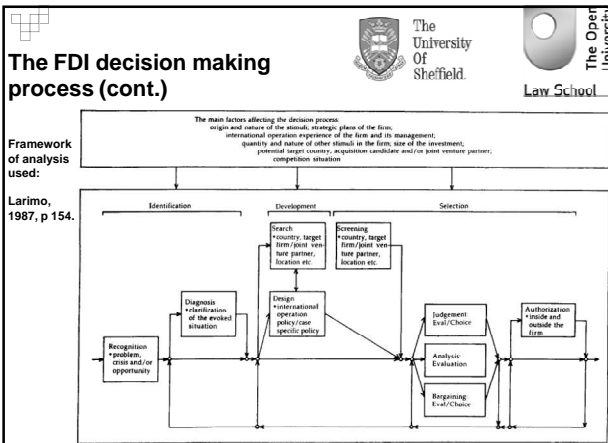 The FDI decision making
process (cont.)
The
University
Of
Sheffield.
The Open
University
Law School
Framework
of analysis
used:
Larimo,
1987, p 154.
The main factors affecting the decision process:
origin and nature of the stimuli, strategic plans of the firm;
international operation experience of the firm and its management;
quantity and nature of other stimuli in the firm; size of the investment;
potential target country, acquisition candidate and/or joint venture partner;
competition situation
Identification
Development
Selection
Search
•country, target
firm/joint ven-
ture partner,
location etc.
Screening
•country, target
firm/joint ven-
ture partner,
location etc.
Diagnosis
•clarification
of the evoked
situation
Design
•international
operation
policy/case
specific policy
Judgement
Eval/Choice
Authorization
•inside and
outside the
firm
Recognition
•problem,
crisis and/or
opportunity
Analysis
Evaluation
Bargaining
Eval/Choice